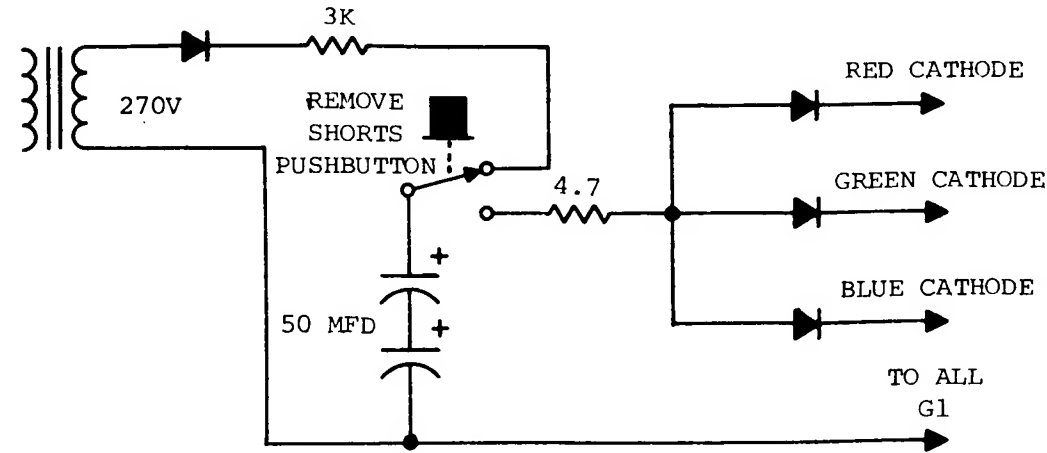 3K
270V
REMOVE
SHORTS
PUSHBUTTON
4.7
+
+
50 MFD
RED CATHODE
GREEN CATHODE
BLUE CATHODE
TO ALL
G1